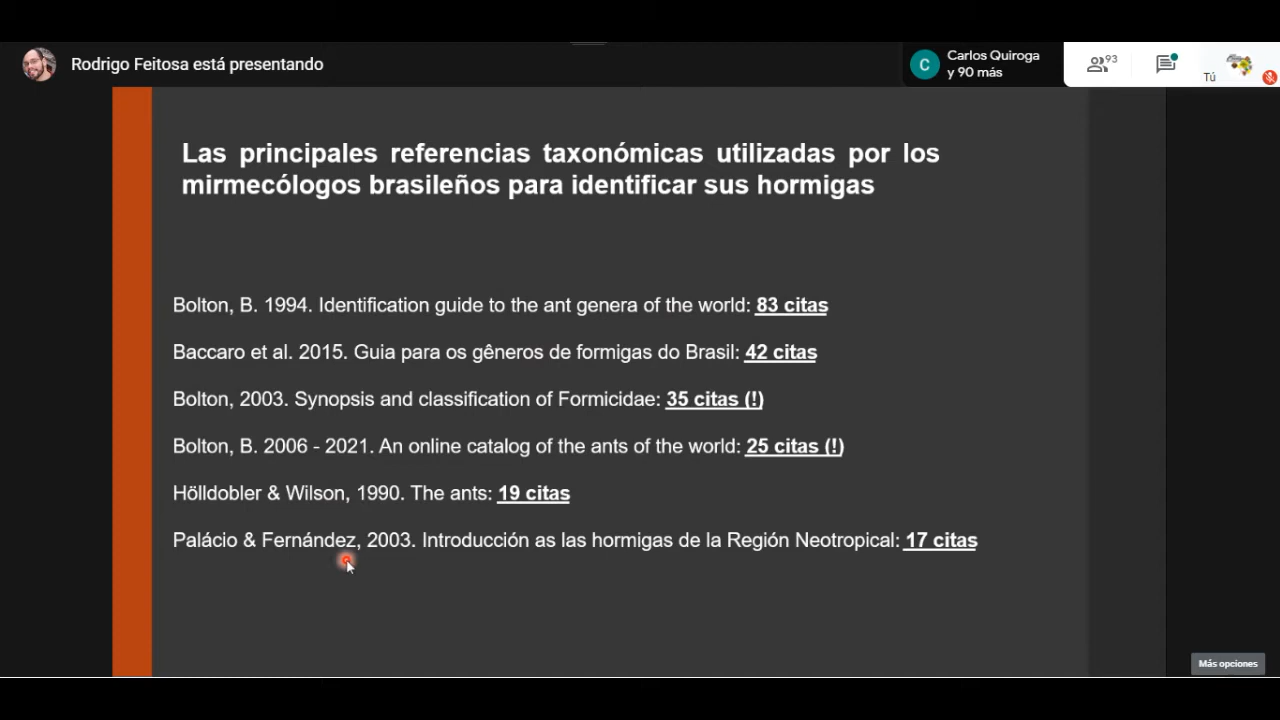 Rodrigo Feitosa está presentando
C
Carlos Quiroga
y 90 más
93
Tú
Las principales referencias taxonómicas utilizadas por los
mirmecólogos brasileños para identificar sus hormigas
Bolton, B. 1994. Identification guide to the ant genera of the world: 83 citas
Baccaro et al. 2015. Guia para os gêneros de formigas do Brasil: 42 citas
Bolton, 2003. Synopsis and classification of Formicidae: 35 citas (!)
Bolton, B. 2006 - 2021. An online catalog of the ants of the world: 25 citas (!)
Hölldobler & Wilson, 1990. The ants: 19 citas
Palácio & Fernández, 2003. Introducción as las hormigas de la Región Neotropical: 17 citas
Más opciones